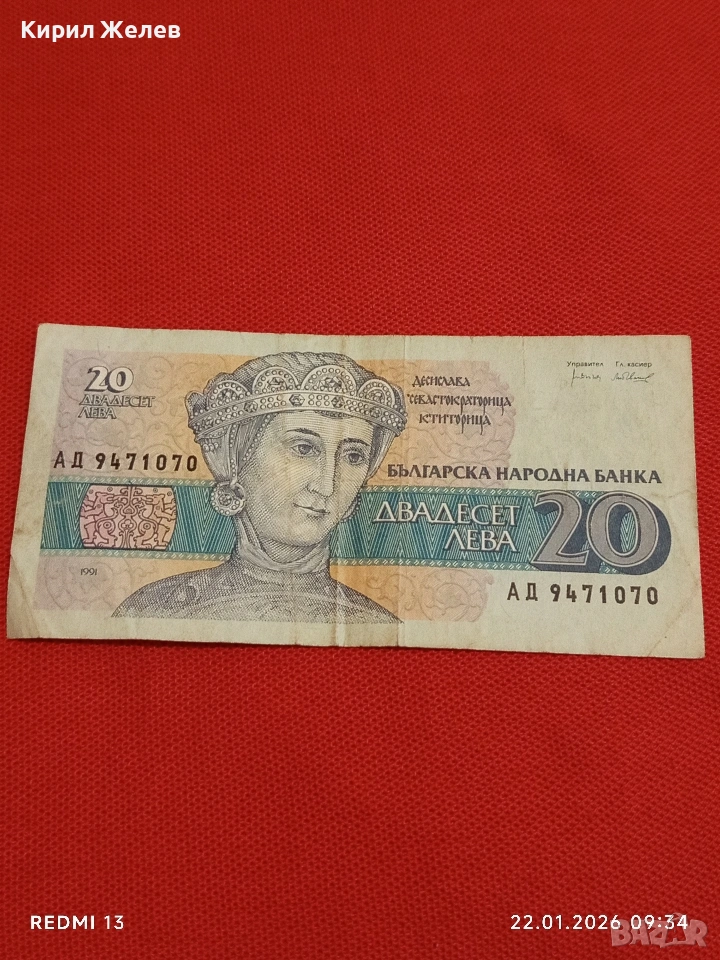 Кирил Желев
20
ДВАДЕСЕТ
ЛЕВА
ДЕСИСЛАВА
СЕВАСТОКРАТОРИЦА
КТИТОРИЦА
Управител Гл. касиер
АД 9471070
БЪЛГАРСКА НАРОДНА БАНКА
ДВАДЕСЕТ
ЛЕВА
20
1991
АД 9471070
REDMI 13
22.01.2026 09:34
BAZAR